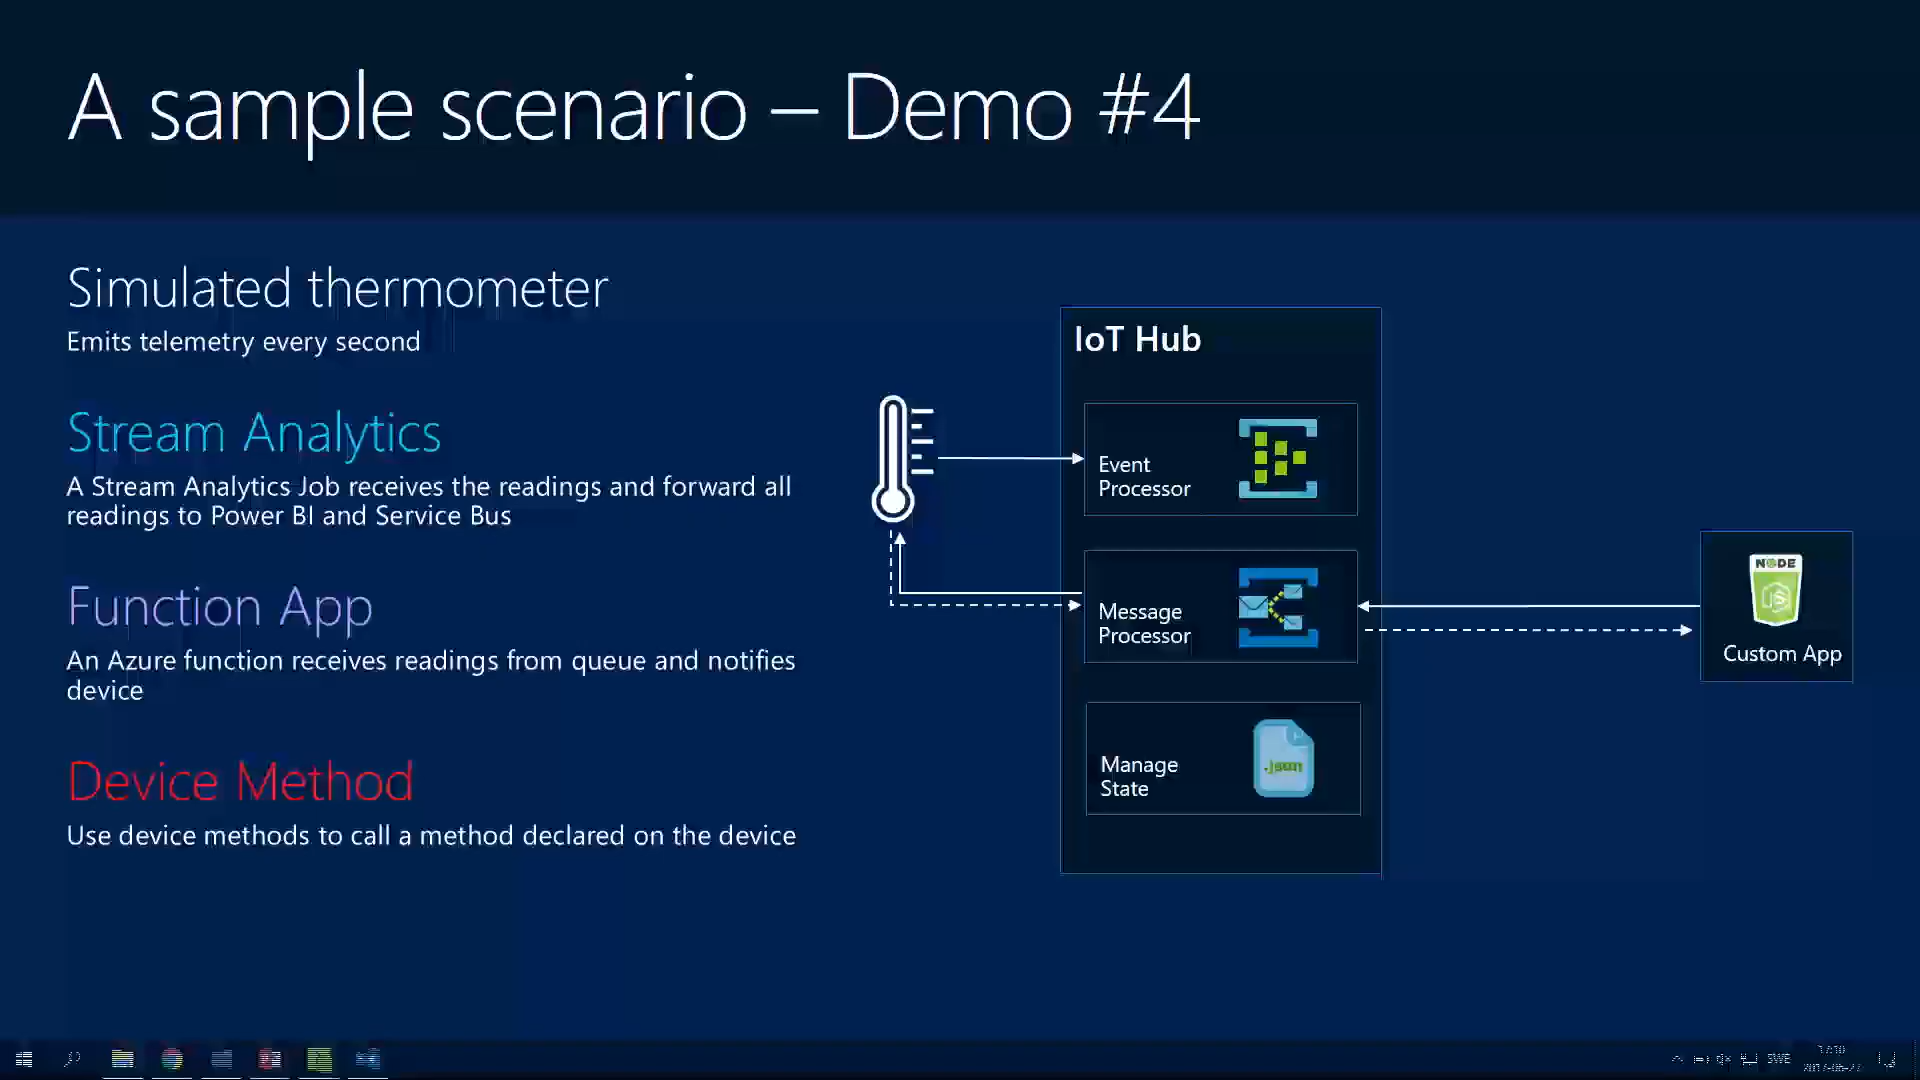 A sample scenario – Demo #4
Simulated thermometer
Emits telemetry every second
Stream Analytics
A Stream Analytics Job receives the readings and forward all
readings to Power BI and Service Bus
Function App
An Azure function receives readings from queue and notifies
device
Device Method
Use device methods to call a method declared on the device
IoT Hub
Event
Processor
Message
Processor
Manage
State
.json
NODE
JS
Custom App
SWE